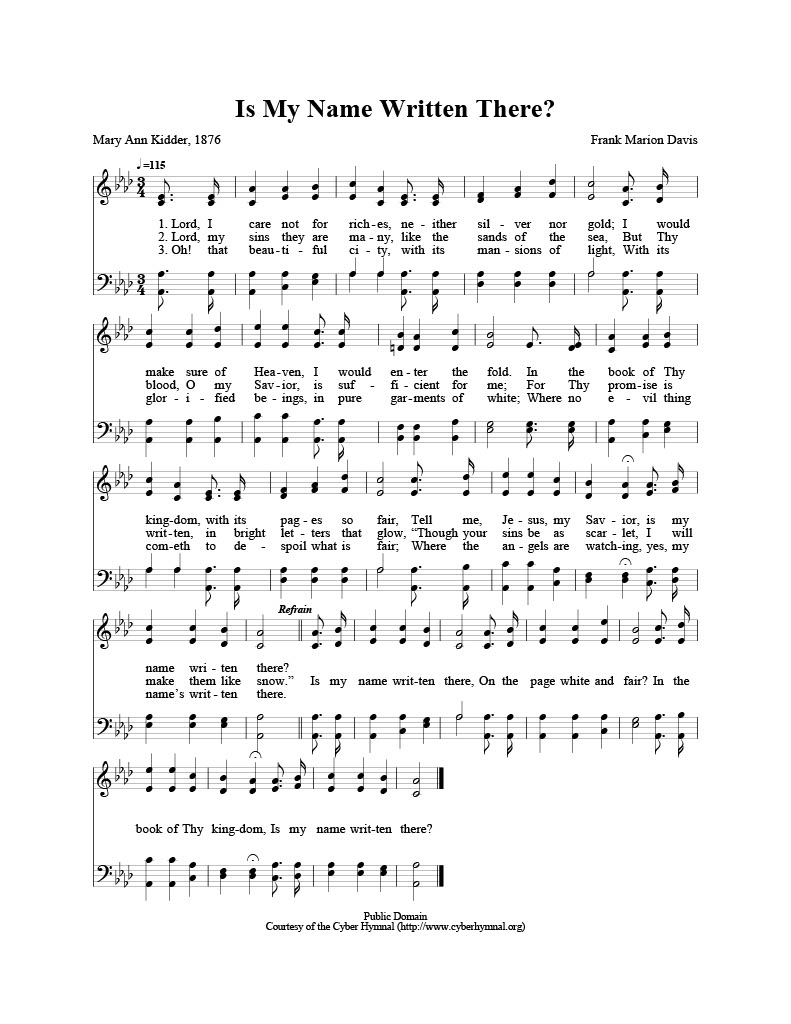 Is My Name Written There?
Mary Ann Kidder, 1876 Frank Marion Davis
♩=115
1. Lord, I care not for rich - es, ne - ither sil - ver nor gold; I would
2. Lord, my sins they are ma - ny, like the sands of the sea, But Thy
3. Oh! that beau - ti - ful ci - ty, with its man - sions of light, With its
make sure of Hea - ven, I would en - ter the fold. In the book of Thy
blood, O my Sav - ior, is suf - fi - cient for me; For Thy prom - ise is
glor - i - fied be - ings, in pure gar - ments of white; Where no e - vil thing
king - dom, with its pag - es so fair, Tell me, Je - sus, my Sav - ior, is my
writ - ten, in bright let - ters that glow, “Though your sins be as scar - let, I will
com - eth to de - spoil what is fair; Where the an - gels are watch - ing, yes, my
Refrain
name wri - ten there?
make them like snow.” Is my name writ - ten there, On the page white and fair? In the
name’s writ - ten there.
book of Thy king - dom, Is my name writ - ten there?
Public Domain
Courtesy of the Cyber Hymnal (http://www.cyberhymnal.org)